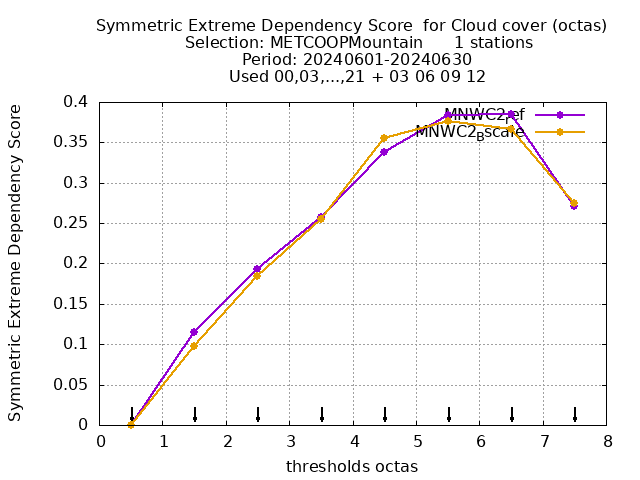 Symmetric Extreme Dependency Score  for Cloud cover (octas)
Selection: METCOOPMountain      1 stations
Period: 20240601-20240630
Used 00,03,...,21 + 03 06 09 12
Symmetric Extreme Dependency Score
0.4
0.35
0.3
0.25
0.2
0.15
0.1
0.05
0
MNWC2ref
MNWC2Bscale
0 1 2 3 4 5 6 7 8
thresholds octas